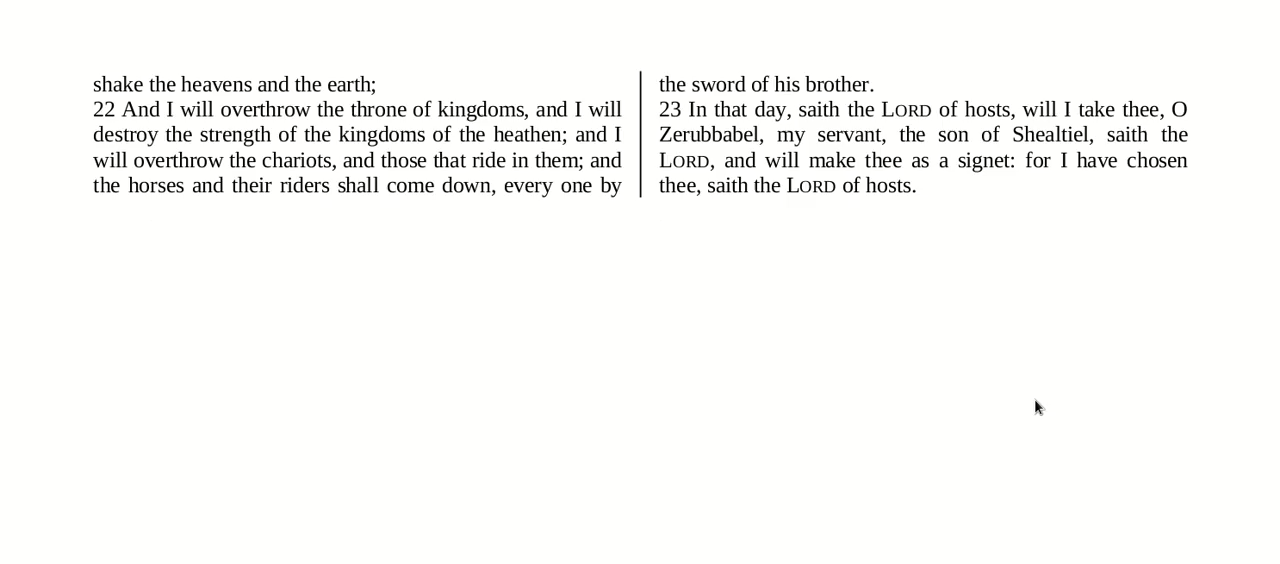 shake the heavens and the earth;
22 And I will overthrow the throne of kingdoms, and I will
destroy the strength of the kingdoms of the heathen; and I
will overthrow the chariots, and those that ride in them; and
the horses and their riders shall come down, every one by
the sword of his brother.
23 In that day, saith the LORD of hosts, will I take thee, O
Zerubbabel, my servant, the son of Shealtiel, saith the
LORD, and will make thee as a signet: for I have chosen
thee, saith the LORD of hosts.